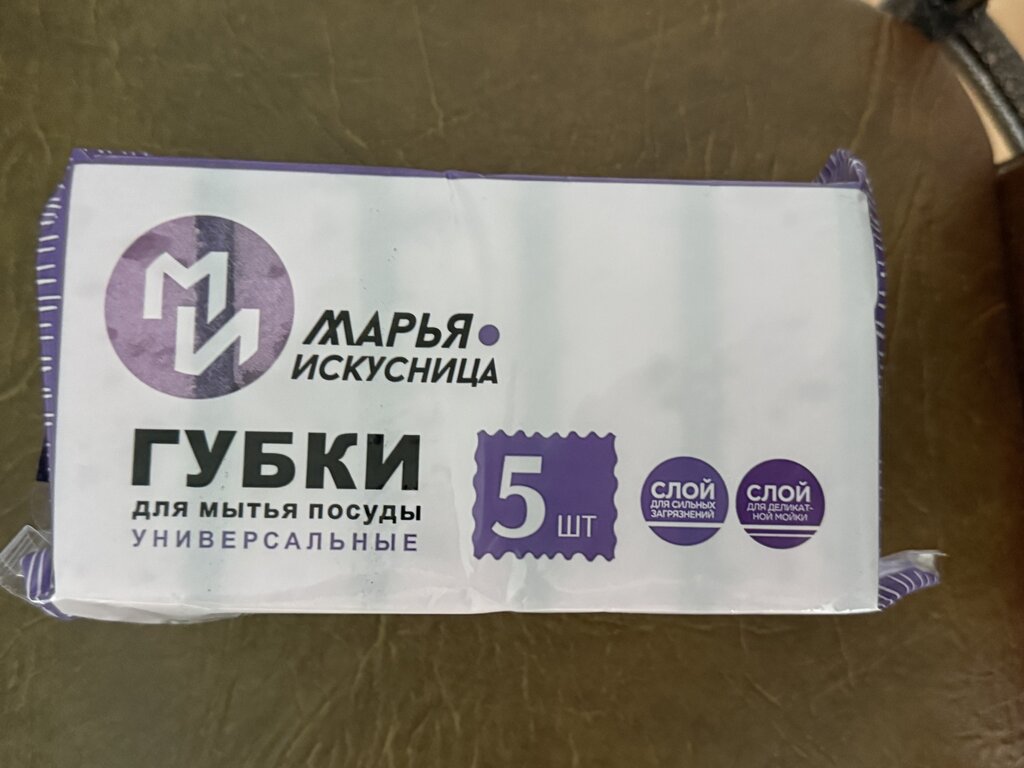 МИ
МАРЬЯ
ИСКУСНИЦА
ГУБКИ
ДЛЯ МЫТЬЯ ПОСУДЫ
УНИВЕРСАЛЬНЫЕ
5 ШТ
СЛОЙ
ДЛЯ СИЛЬНЫХ
ЗАГРЯЗНЕНИЙ
СЛОЙ
ДЛЯ ДЕЛИКАТ-
НОЙ МОЙКИ